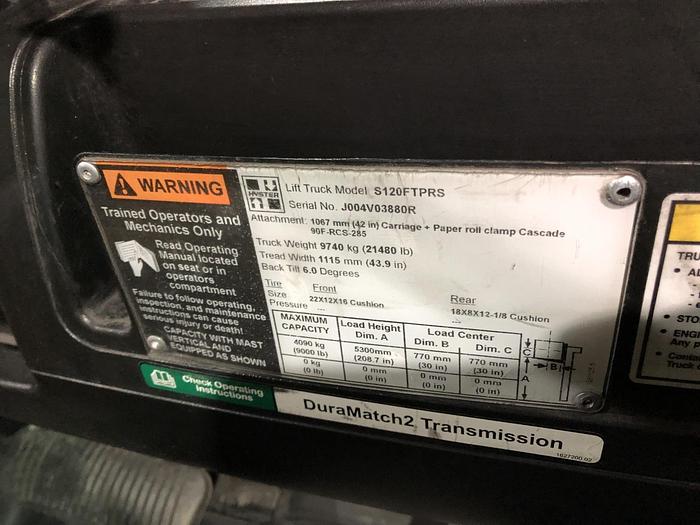 WARNING
Trained Operators and
Mechanics Only
Read Operating
Manual located
on seat or in
operators
compartment
Failure to follow operating,
inspection, and maintenance
instructions can cause
serious injury or death!
CAPACITY WITH MAST
VERTICAL AND
EQUIPPED AS SHOWN
HYSTER
Lift Truck Model S120FTPRS
Serial No. J004V03880R
Attachment: 1067 mm (42 in) Carriage + Paper roll clamp Cascade
90F-RCS-285
Truck Weight 9740 kg (21480 lb)
Tread Width 1115 mm (43.9 in)
Back Tilt 6.0 Degrees
Tire Front Rear
Size 22X12X16 Cushion 18X8X12-1/8 Cushion
Pressure ... ...
MAXIMUM CAPACITY Load Height Dim. A Load Center Dim. B Dim. C
4090 kg (9000 lb) 5300mm (208.7 in) 770 mm (30 in) 770 mm (30 in)
0 kg (0 lb) 0 mm (0 in) 0 mm (0 in) 0 mm (0 in)
C
B
A
Check Operating
Instructions
DuraMatch2 Transmission
TRU
• STO
• ENG
Any p
Truck